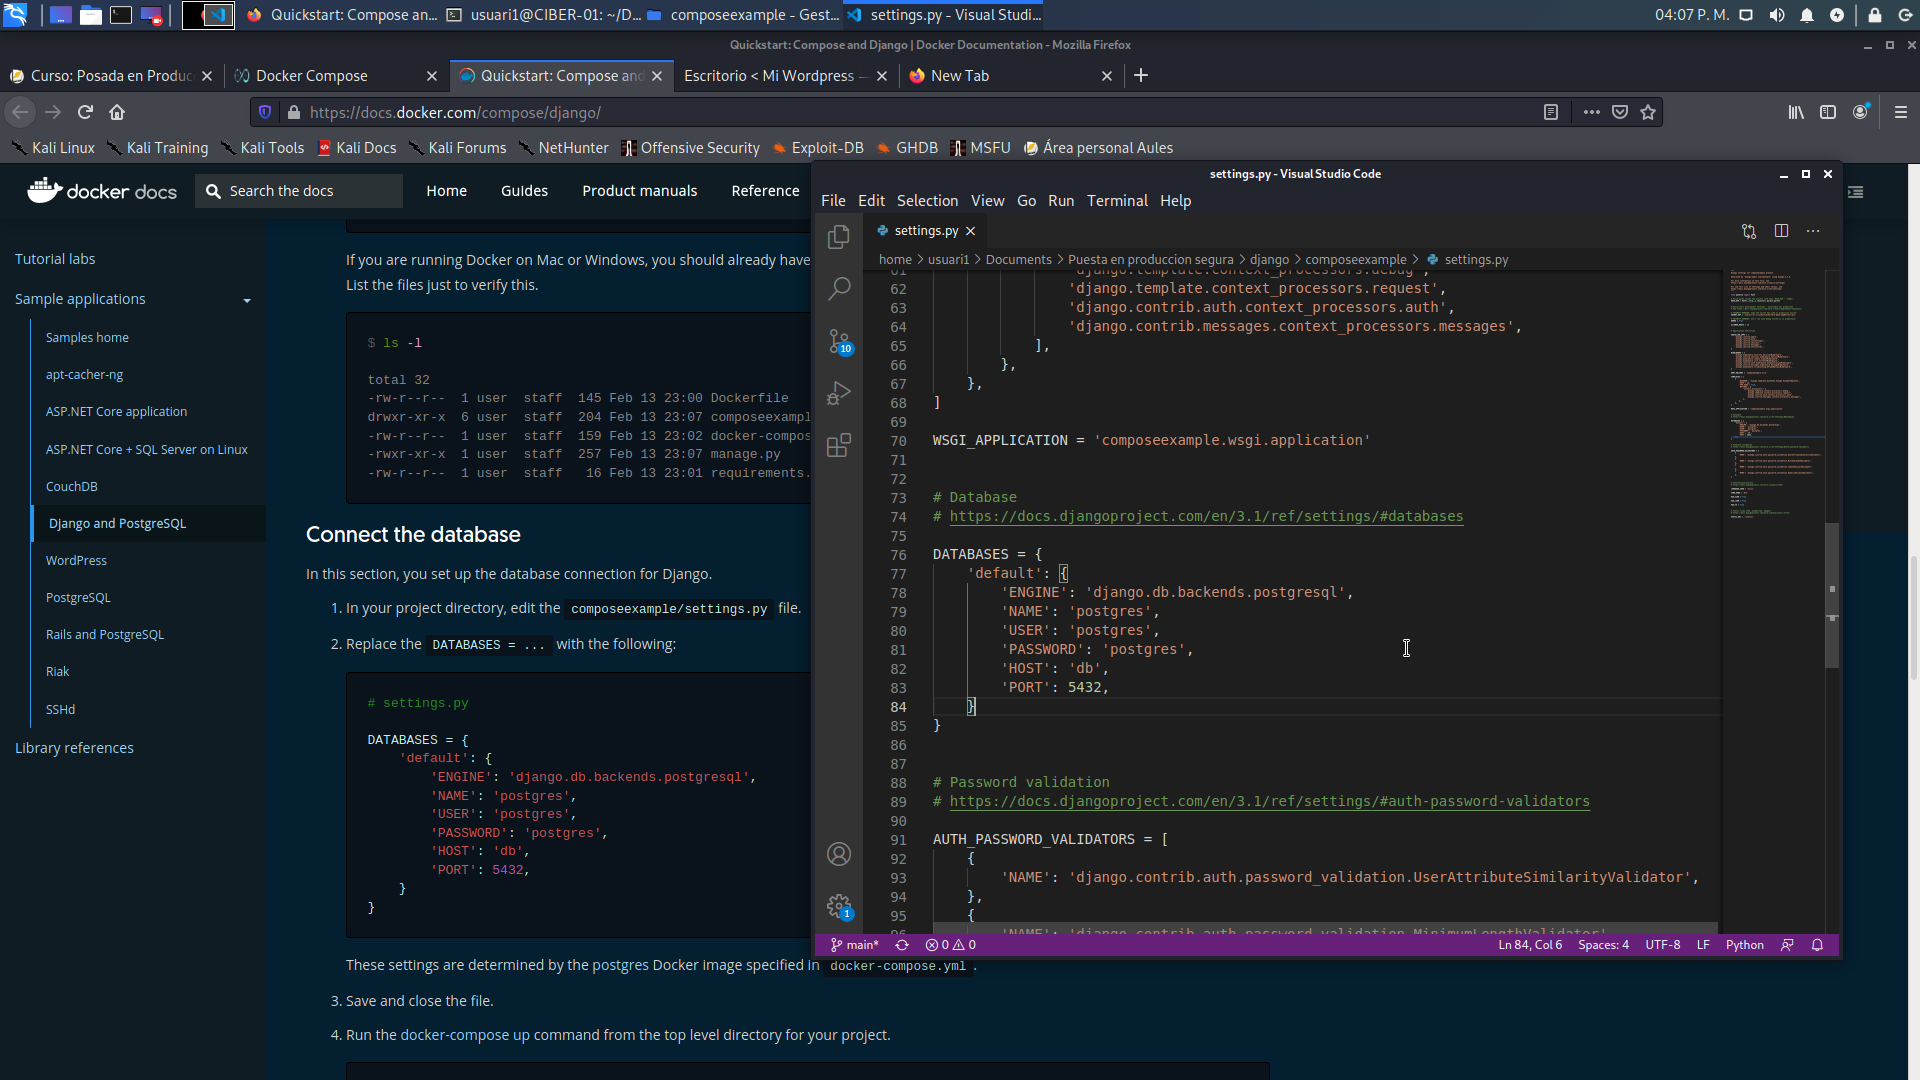 Quickstart: Compose an...
usuari1@CIBER-01: ~/D...
composeexample - Gest...
settings.py - Visual Studi...
04:07 P. M.
Quickstart: Compose and Django | Docker Documentation - Mozilla Firefox
Curso: Posada en Produc
Docker Compose
Quickstart: Compose and
Escritorio < Mi Wordpress —
New Tab
https://docs.docker.com/compose/django/
Kali Linux
Kali Training
Kali Tools
Kali Docs
Kali Forums
NetHunter
Offensive Security
Exploit-DB
GHDB
MSFU
Área personal Aules
docker docs
Search the docs
Home
Guides
Product manuals
Reference
Tutorial labs
Sample applications
Samples home
apt-cacher-ng
ASP.NET Core application
ASP.NET Core + SQL Server on Linux
CouchDB
Django and PostgreSQL
WordPress
PostgreSQL
Rails and PostgreSQL
Riak
SSHd
Library references
If you are running Docker on Mac or Windows, you should already have
List the files just to verify this.
$ ls -l
total 32
-rw-r--r--  1 user  staff  145 Feb 13 23:00 Dockerfile
drwxr-xr-x  6 user  staff  204 Feb 13 23:07 composeexampl
-rw-r--r--  1 user  staff  159 Feb 13 23:02 docker-compos
-rwxr-xr-x  1 user  staff  257 Feb 13 23:07 manage.py
-rw-r--r--  1 user  staff   16 Feb 13 23:01 requirements.
Connect the database
In this section, you set up the database connection for Django.
1. In your project directory, edit the composeexample/settings.py file.
2. Replace the DATABASES = ... with the following:
# settings.py
DATABASES = {
    'default': {
        'ENGINE': 'django.db.backends.postgresql',
        'NAME': 'postgres',
        'USER': 'postgres',
        'PASSWORD': 'postgres',
        'HOST': 'db',
        'PORT': 5432,
    }
}
These settings are determined by the postgres Docker image specified in docker-compose.yml .
3. Save and close the file.
4. Run the docker-compose up command from the top level directory for your project.
settings.py - Visual Studio Code
File Edit Selection View Go Run Terminal Help
settings.py
home > usuari1 > Documents > Puesta en produccion segura > django > composeexample > settings.py
10
1
61 'django.template.context_processors.debug',
62 'django.template.context_processors.request',
63 'django.contrib.auth.context_processors.auth',
64 'django.contrib.messages.context_processors.messages',
65 ],
66 },
67 },
68 ]
69
70 WSGI_APPLICATION = 'composeexample.wsgi.application'
71
72
73 # Database
74 # https://docs.djangoproject.com/en/3.1/ref/settings/#databases
75
76 DATABASES = {
77     'default': {
78         'ENGINE': 'django.db.backends.postgresql',
79         'NAME': 'postgres',
80         'USER': 'postgres',
81         'PASSWORD': 'postgres',
82         'HOST': 'db',
83         'PORT': 5432,
84     }
85 }
86
87
88 # Password validation
89 # https://docs.djangoproject.com/en/3.1/ref/settings/#auth-password-validators
90
91 AUTH_PASSWORD_VALIDATORS = [
92     {
93         'NAME': 'django.contrib.auth.password_validation.UserAttributeSimilarityValidator',
94     },
95     {
96         'NAME': 'django.contrib.auth.password_validation.MinimumLengthValidator'
main*
0
0
Ln 84, Col 6
Spaces: 4
UTF-8
LF
Python